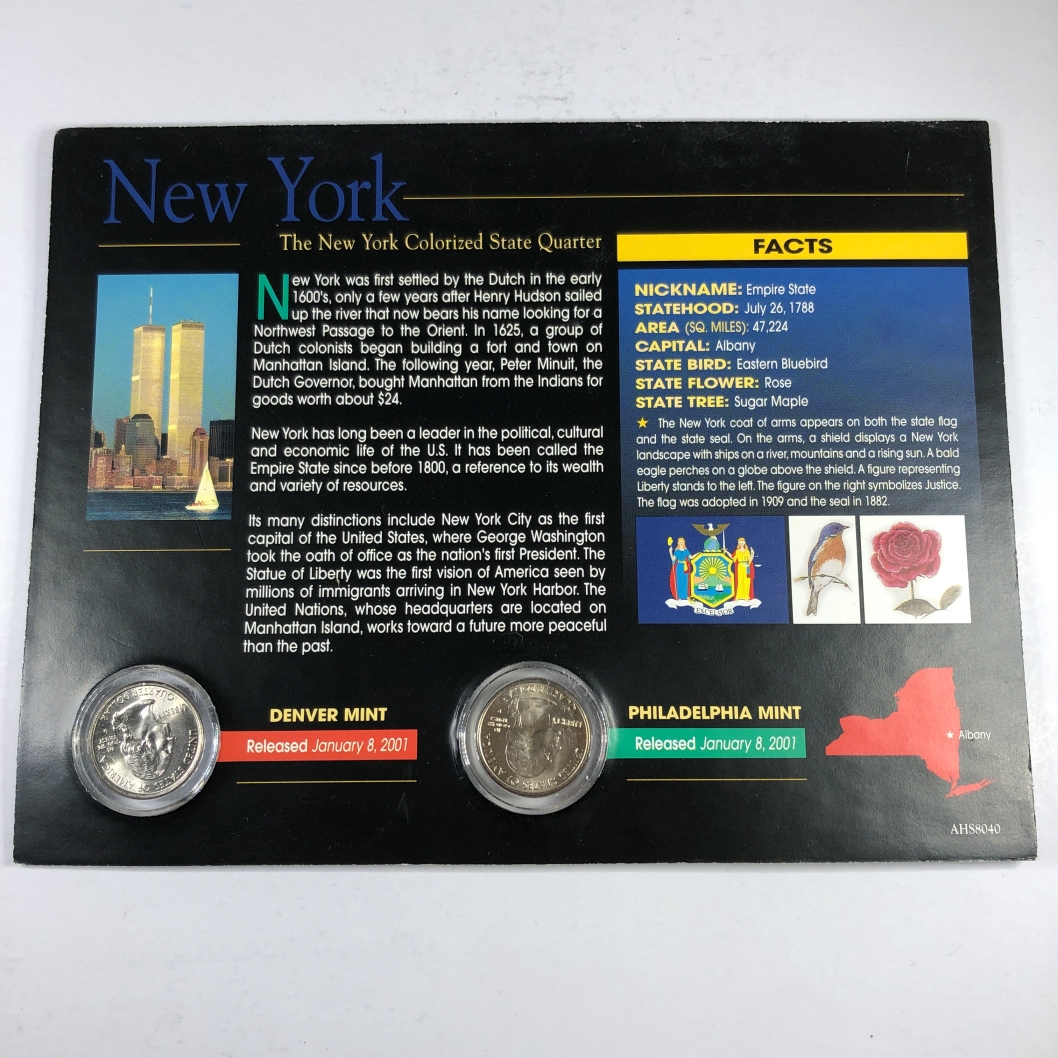 New York
The New York Colorized State Quarter
New York was first settled by the Dutch in the early
1600's, only a few years after Henry Hudson sailed
up the river that now bears his name looking for a
Northwest Passage to the Orient. In 1625, a group of
Dutch colonists began building a fort and town on
Manhattan Island. The following year, Peter Minuit, the
Dutch Governor, bought Manhattan from the Indians for
goods worth about $24.
New York has long been a leader in the political, cultural
and economic life of the U.S. It has been called the
Empire State since before 1800, a reference to its wealth
and variety of resources.
Its many distinctions include New York City as the first
capital of the United States, where George Washington
took the oath of office as the nation's first President. The
Statue of Liberty was the first vision of America seen by
millions of immigrants arriving in New York Harbor. The
United Nations, whose headquarters are located on
Manhattan Island, works toward a future more peaceful
than the past.
FACTS
NICKNAME: Empire State
STATEHOOD: July 26, 1788
AREA (SQ. MILES): 47,224
CAPITAL: Albany
STATE BIRD: Eastern Bluebird
STATE FLOWER: Rose
STATE TREE: Sugar Maple
★ The New York coat of arms appears on both the state flag
and the state seal. On the arms, a shield displays a New York
landscape with ships on a river, mountains and a rising sun. A bald
eagle perches on a globe above the shield. A figure representing
Liberty stands to the left. The figure on the right symbolizes Justice.
The flag was adopted in 1909 and the seal in 1882.
EXCELSIOR
UNITED STATES OF AMERICA
LIBERTY
QUARTER DOLLAR
DENVER MINT
Released January 8, 2001
UNITED STATES OF AMERICA
LIBERTY
QUARTER DOLLAR
PHILADELPHIA MINT
Released January 8, 2001
Albany
AHS8040